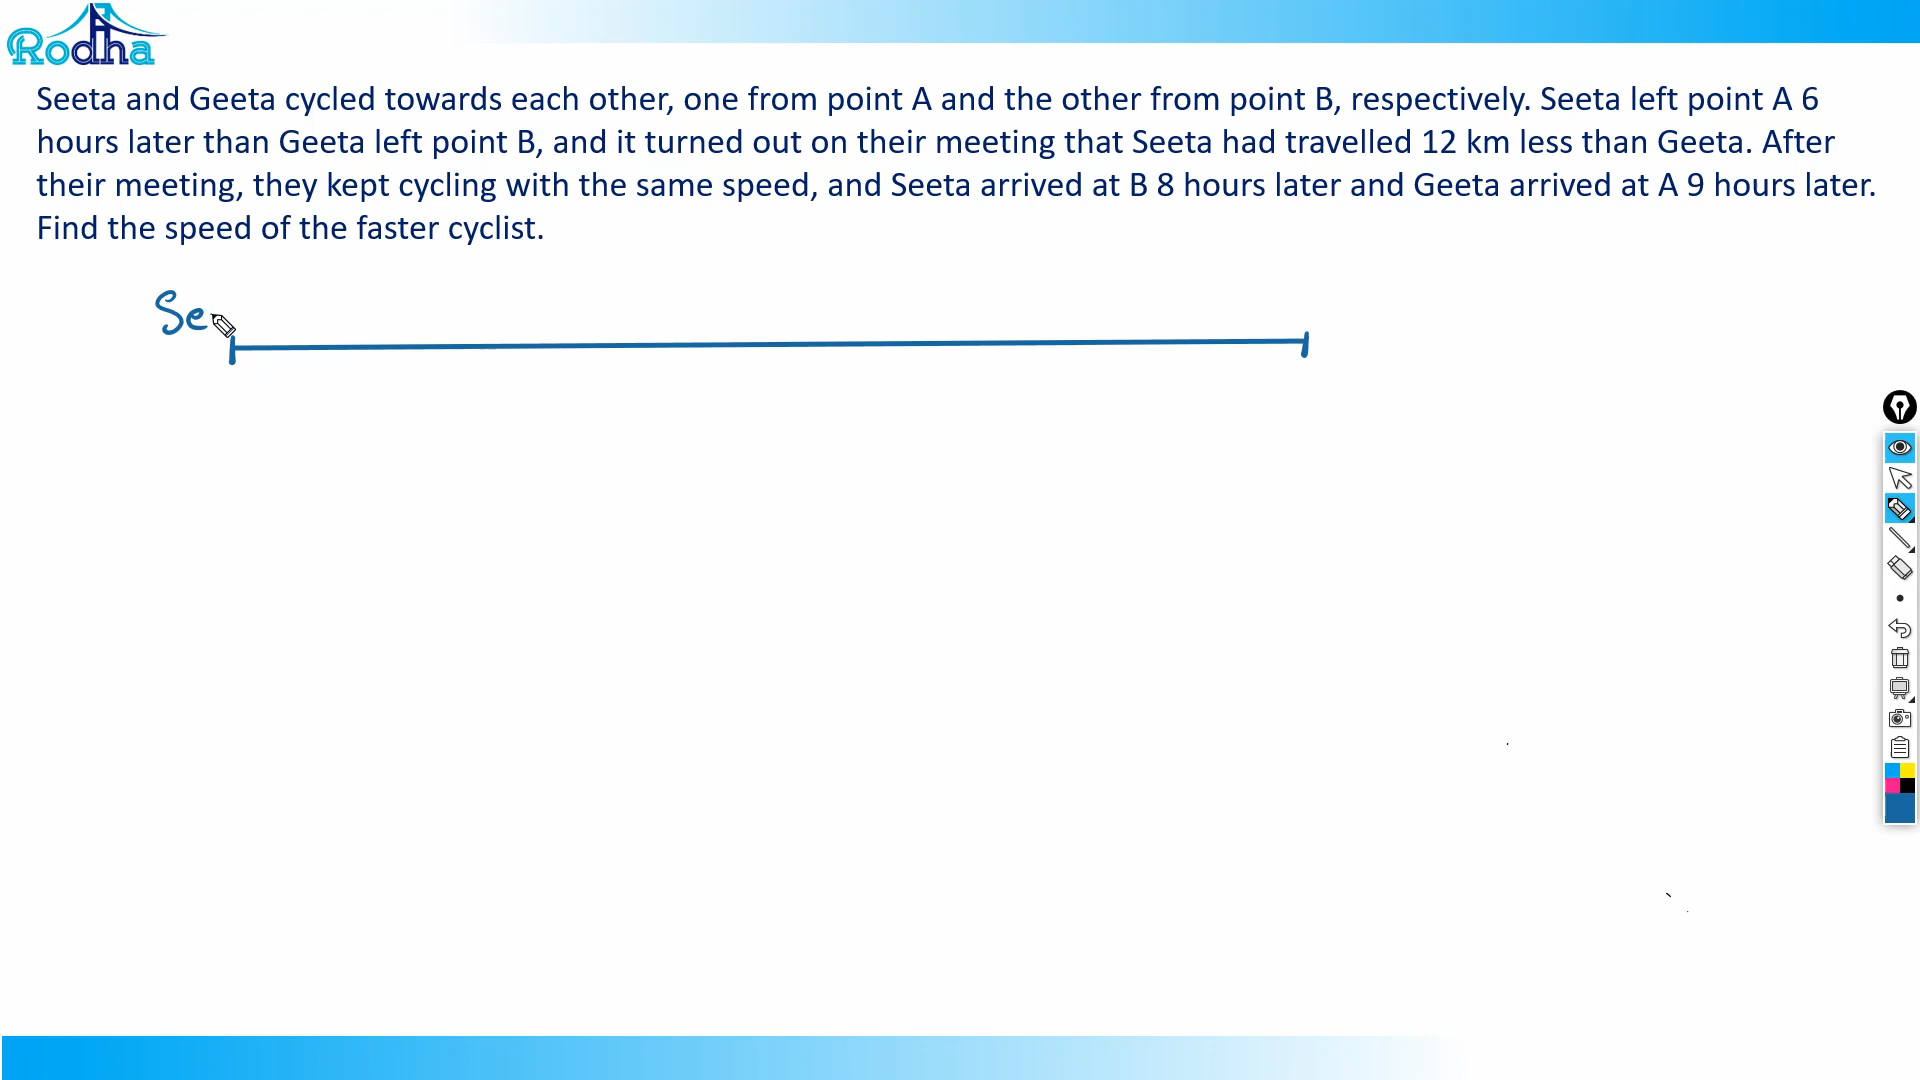 Rodha
Seeta and Geeta cycled towards each other, one from point A and the other from point B, respectively. Seeta left point A 6
hours later than Geeta left point B, and it turned out on their meeting that Seeta had travelled 12 km less than Geeta. After
their meeting, they kept cycling with the same speed, and Seeta arrived at B 8 hours later and Geeta arrived at A 9 hours later.
Find the speed of the faster cyclist.
Se